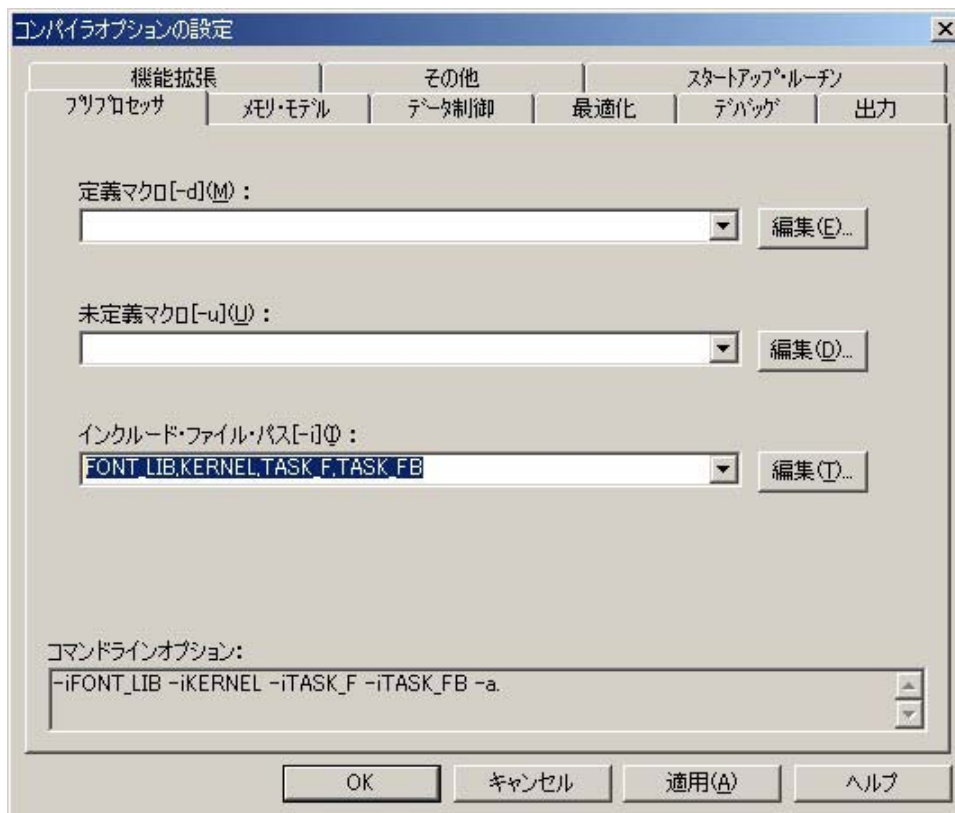 コンパイラオプションの設定
機能拡張 その他 スタートアップ・ルーチン
プリプロセッサ メモリ・モデル データ制御 最適化 デバッグ 出力
定義マクロ[-d](M)：
編集(E)...
未定義マクロ[-u](U)：
編集(D)...
インクルード・ファイル・パス[-i](I)：
FONT_LIB,KERNEL,TASK_F,TASK_FB
編集(T)...
コマンドラインオプション：
-iFONT_LIB -iKERNEL -iTASK_F -iTASK_FB -a.
OK キャンセル 適用(A) ヘルプ